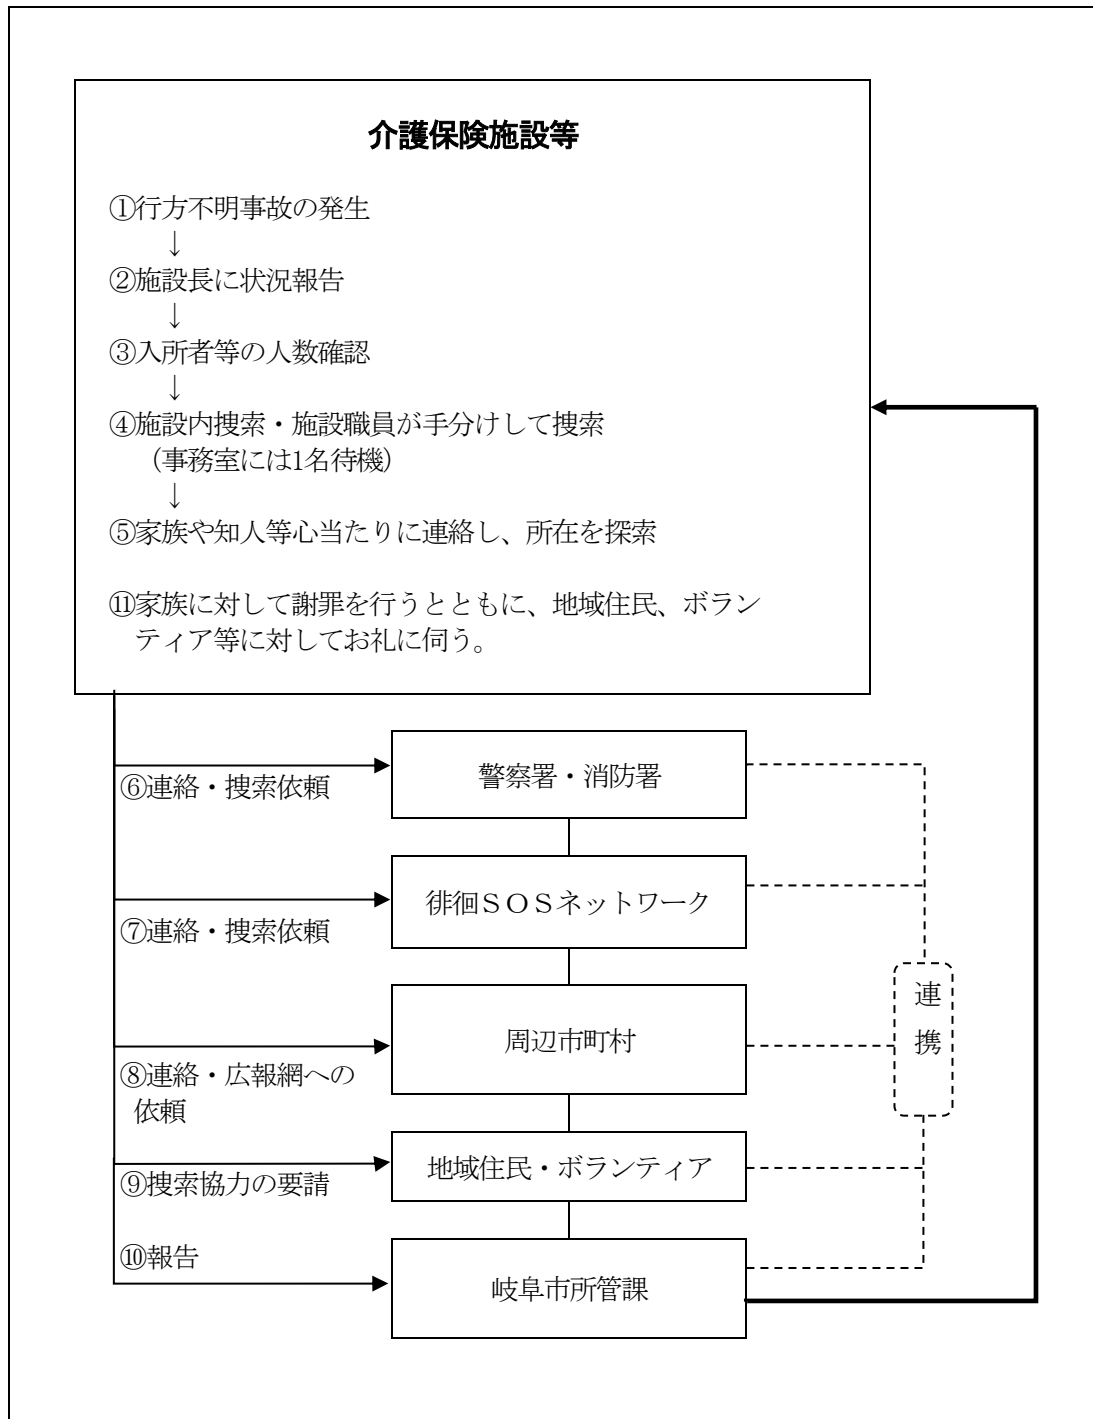 介護保険施設等
①行方不明事故の発生
↓
②施設長に状況報告
↓
③入所者等の人数確認
↓
④施設内捜索・施設職員が手分けして捜索
（事務室には1名待機）
↓
⑤家族や知人等心当たりに連絡し、所在を探索
⑪家族に対して謝罪を行うとともに、地域住民、ボラン
ティア等に対してお礼に伺う。
警察署・消防署
⑥連絡・捜索依頼
徘徊ＳＯＳネットワーク
⑦連絡・捜索依頼
連
携
周辺市町村
⑧連絡・広報網への
依頼
地域住民・ボランティア
⑨捜索協力の要請
⑩報告
岐阜市所管課